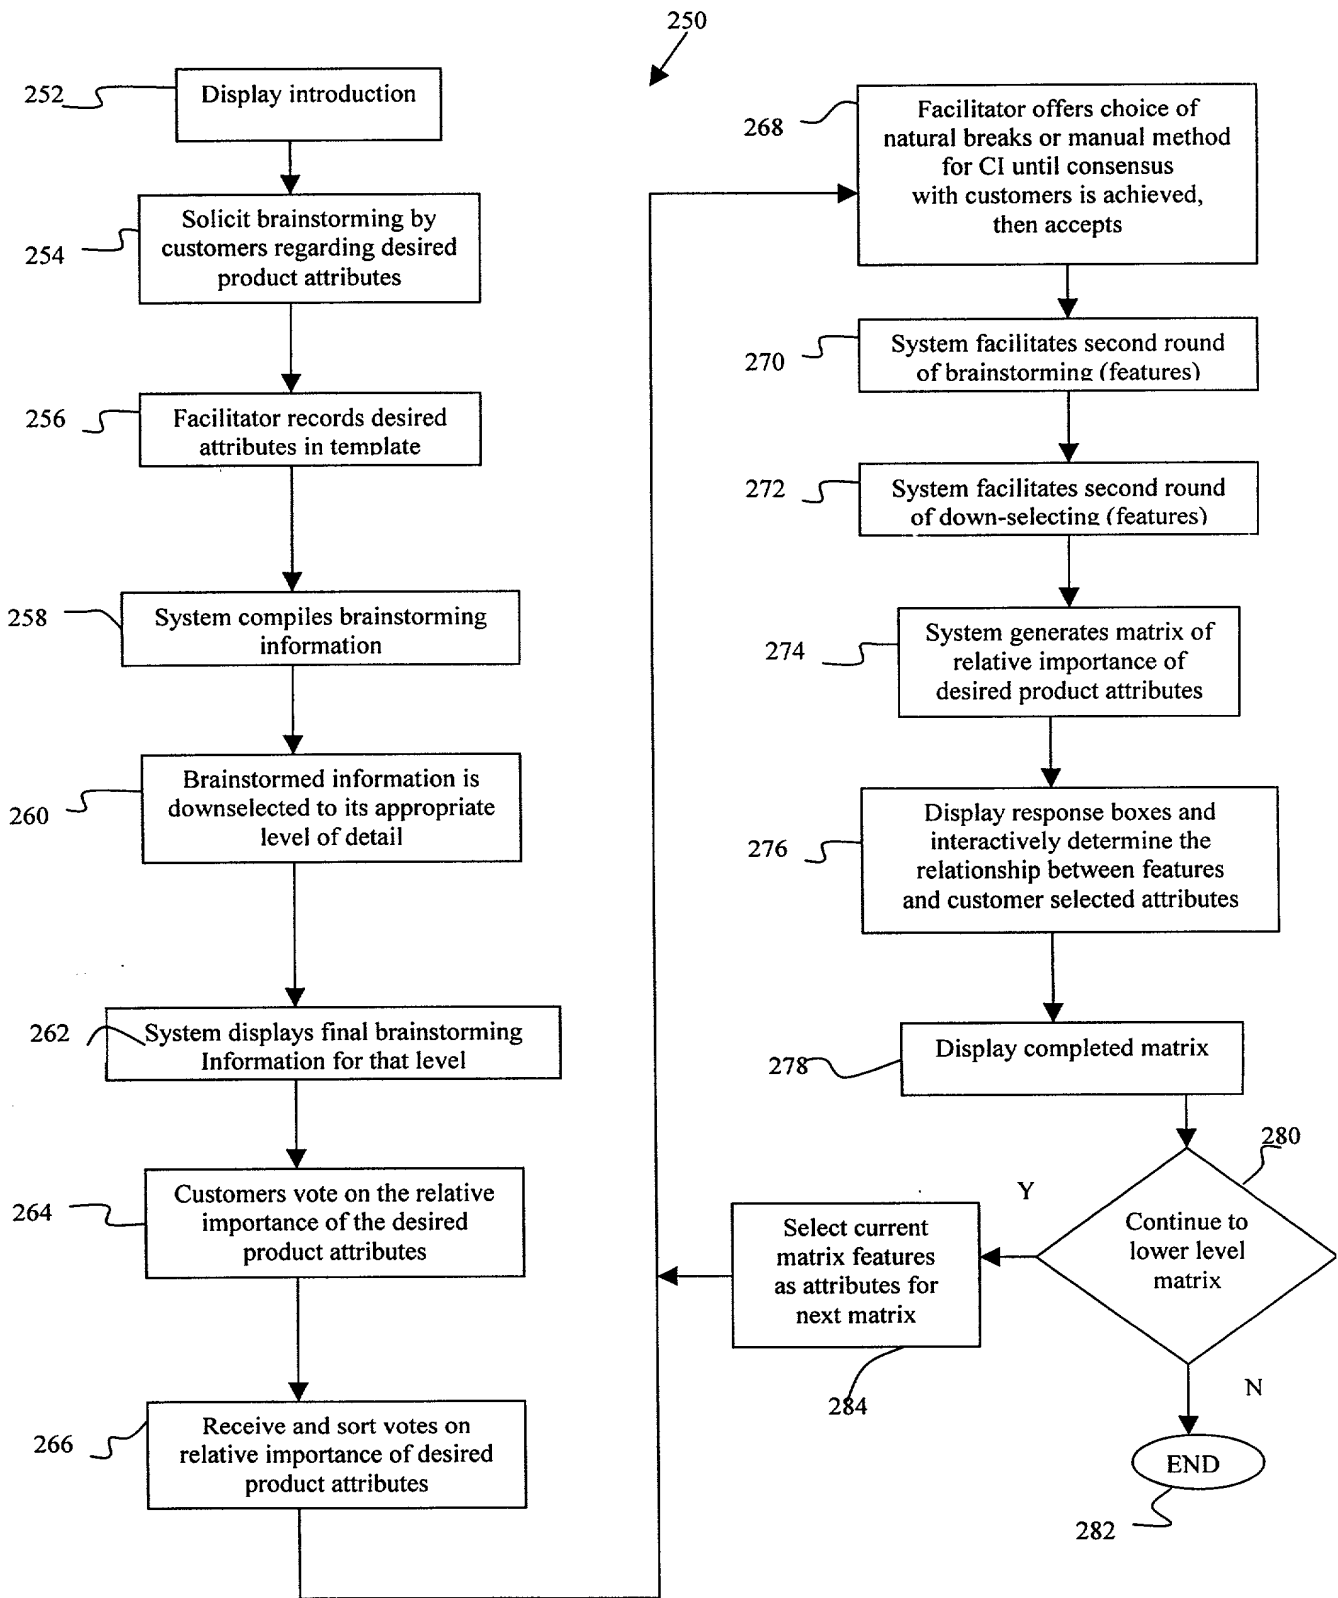 250
252
Display introduction
254
Solicit brainstorming by
customers regarding desired
product attributes
256
Facilitator records desired
attributes in template
258
System compiles brainstorming
information
260
Brainstormed information is
downselected to its appropriate
level of detail
262
System displays final brainstorming
Information for that level
264
Customers vote on the relative
importance of the desired
product attributes
266
Receive and sort votes on
relative importance of desired
product attributes
268
Facilitator offers choice of
natural breaks or manual method
for CI until consensus
with customers is achieved,
then accepts
270
System facilitates second round
of brainstorming (features)
272
System facilitates second round
of down-selecting (features)
274
System generates matrix of
relative importance of
desired product attributes
276
Display response boxes and
interactively determine the
relationship between features
and customer selected attributes
278
Display completed matrix
280
Continue to
lower level
matrix
Y
Select current
matrix features
as attributes for
next matrix
284
N
END
282